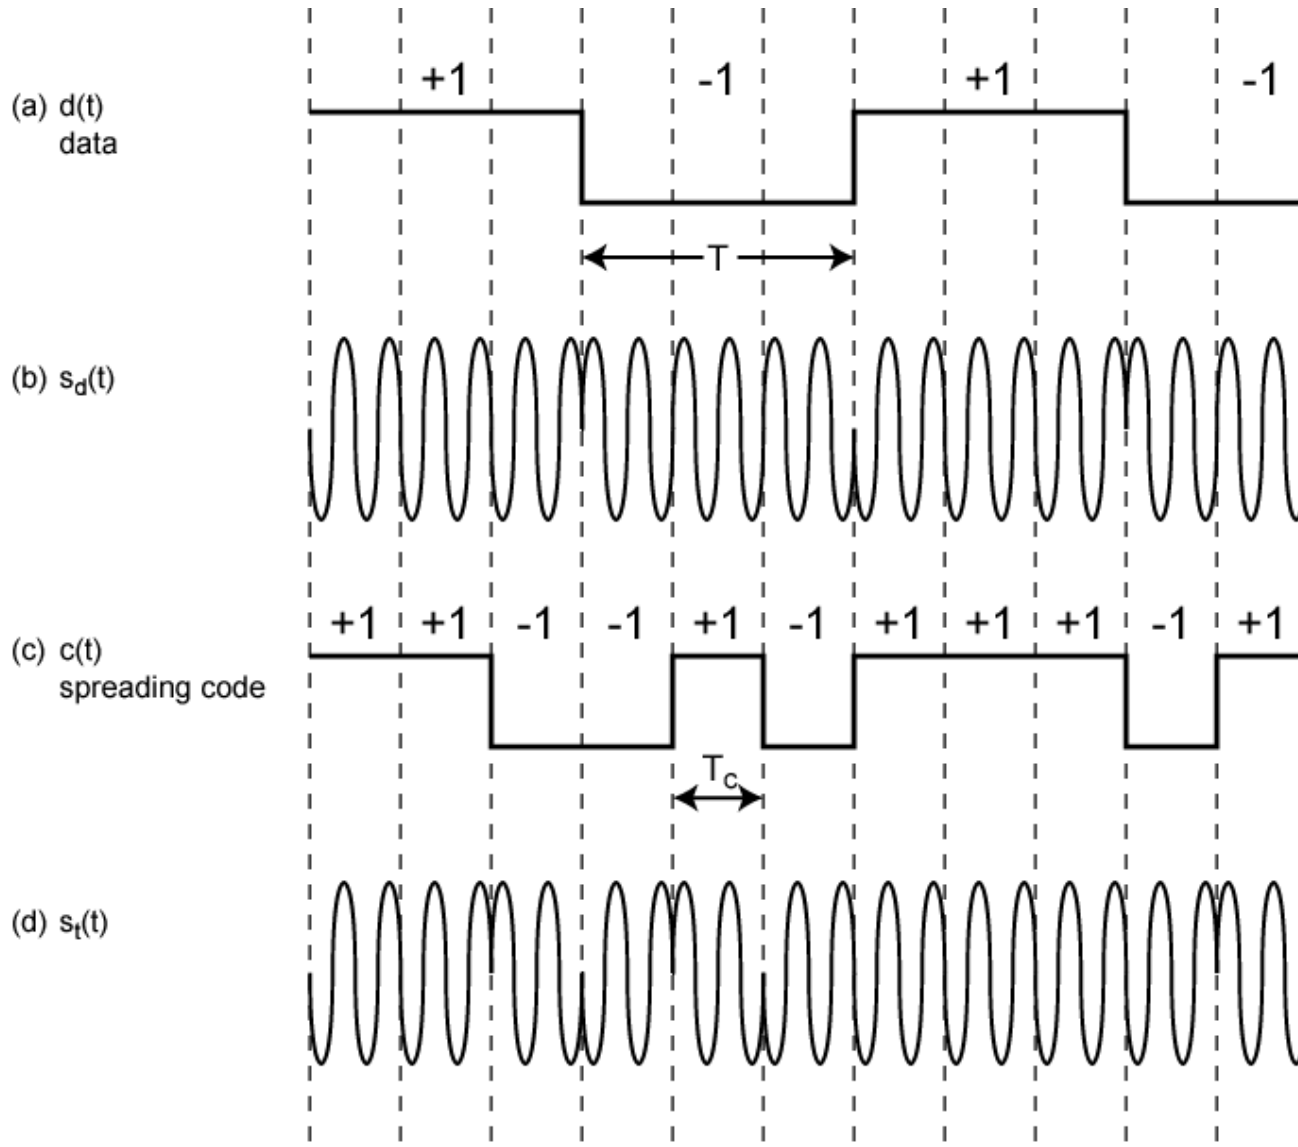 +1 -1 +1 -1
(a) d(t)
data
T
(b) s_d(t)
+1 +1 -1 -1 +1 -1 +1 +1 +1 -1 +1
(c) c(t)
spreading code
T_c
(d) s_t(t)